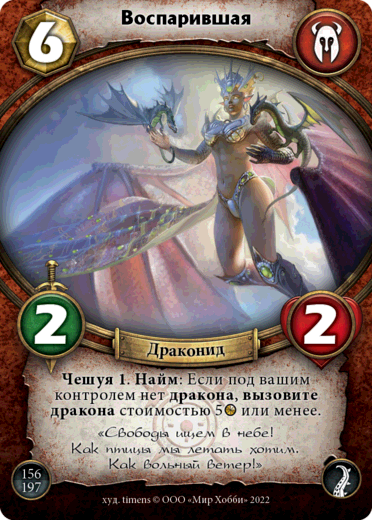 Воспарившая
6
2
2
Драконид
Чешуя 1. Найм: Если под вашим
контролем нет дракона, вызовите
дракона стоимостью 5 или менее.
«Свободы ищем в небе!
Как птицы мы летать хотим.
Как вольный ветер!»
156
197
худ. timens © ООО «Мир Хобби» 2022